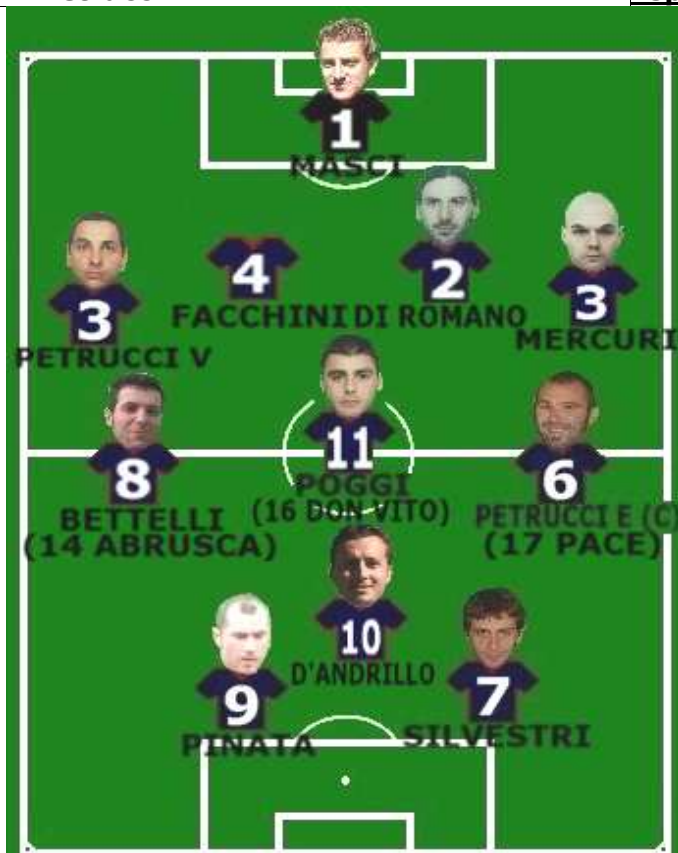 1
MASCI
3
4
2
3
PETRUCCI V
FACCHINI
DI ROMANO
MERCURI
8
11
6
BETTELLI
(14 ABRUSCA)
POGGI
(16 DON VITO)
PETRUCCI E (C)
(17 PACE)
10
D'ANDRILLO
9
PINATA
7
SILVESTRI